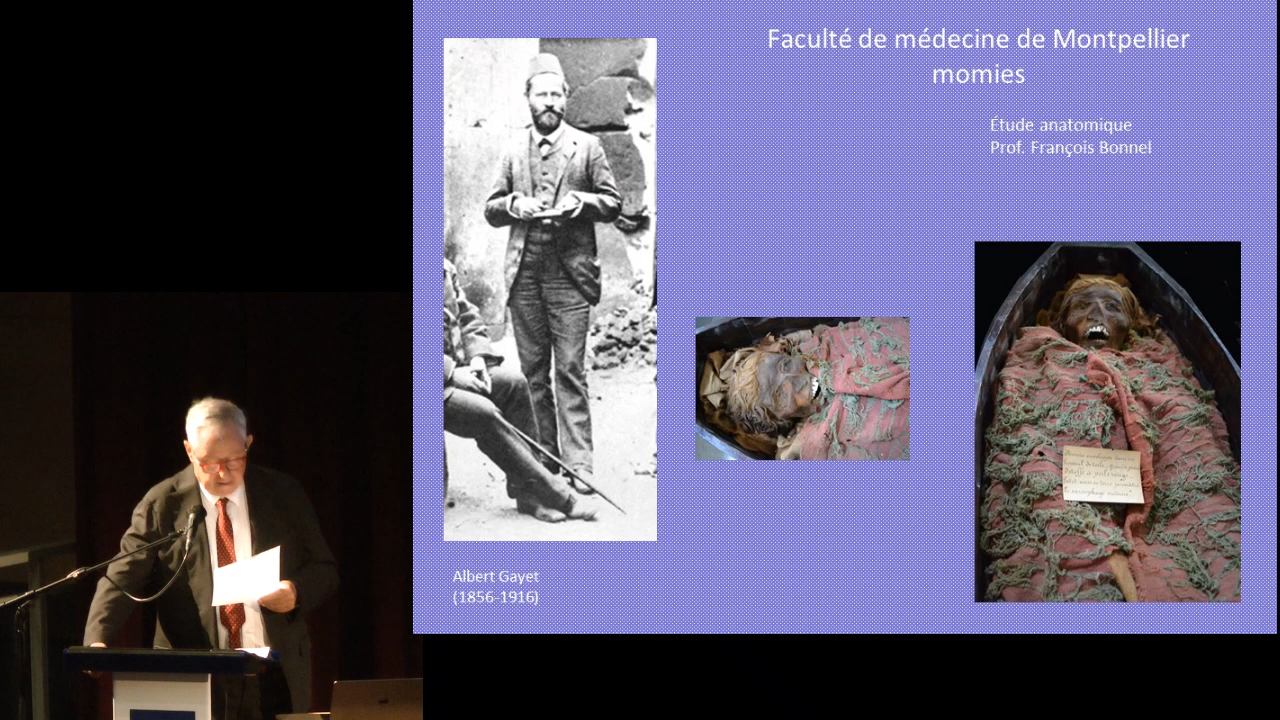 Faculté de médecine de Montpellier
momies
Étude anatomique
Prof. François Bonnel
Albert Gayet
(1856-1916)